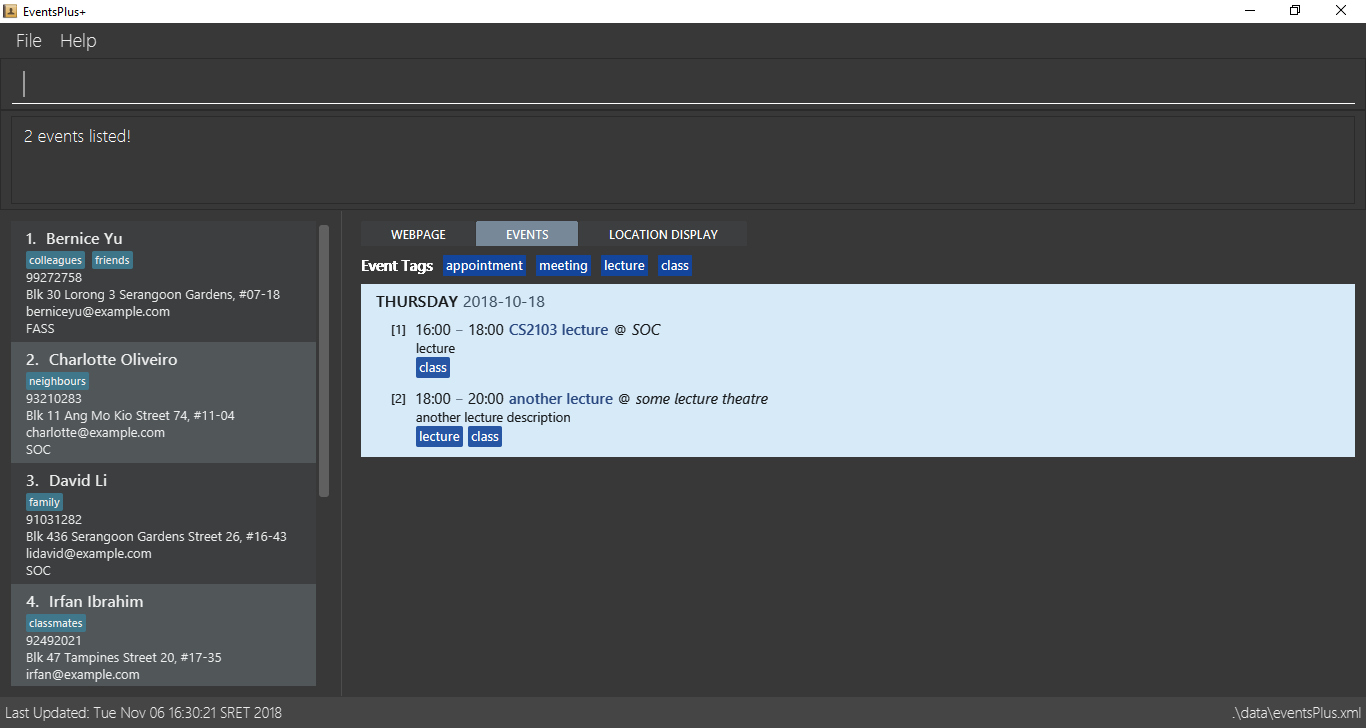 EventsPlus+
File Help
2 events listed!
1. Bernice Yu
colleagues friends
99272758
Blk 30 Lorong 3 Serangoon Gardens, #07-18
berniceyu@example.com
FASS
2. Charlotte Oliveiro
neighbours
93210283
Blk 11 Ang Mo Kio Street 74, #11-04
charlotte@example.com
SOC
3. David Li
family
91031282
Blk 436 Serangoon Gardens Street 26, #16-43
lidavid@example.com
SOC
4. Irfan Ibrahim
classmates
92492021
Blk 47 Tampines Street 20, #17-35
irfan@example.com
WEBPAGE EVENTS LOCATION DISPLAY
Event Tags appointment meeting lecture class
THURSDAY 2018-10-18
[1] 16:00 – 18:00 CS2103 lecture @ SOC
lecture
class
[2] 18:00 – 20:00 another lecture @ some lecture theatre
another lecture description
lecture class
Last Updated: Tue Nov 06 16:30:21 SRET 2018
.\data\eventsPlus.xml